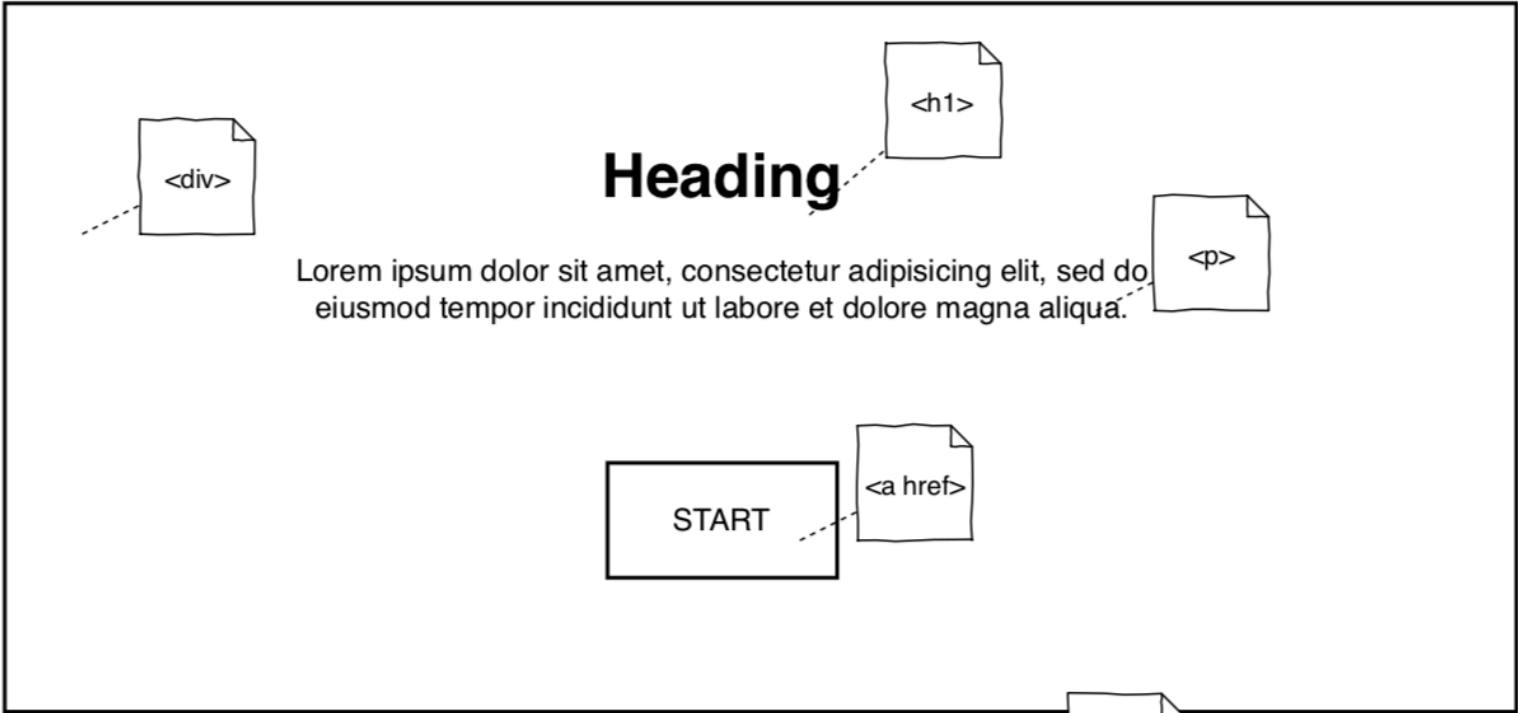 <h1>
<div>
Heading
<p>
Lorem ipsum dolor sit amet, consectetur adipisicing elit, sed do
eiusmod tempor incididunt ut labore et dolore magna aliqua.
<a href>
START